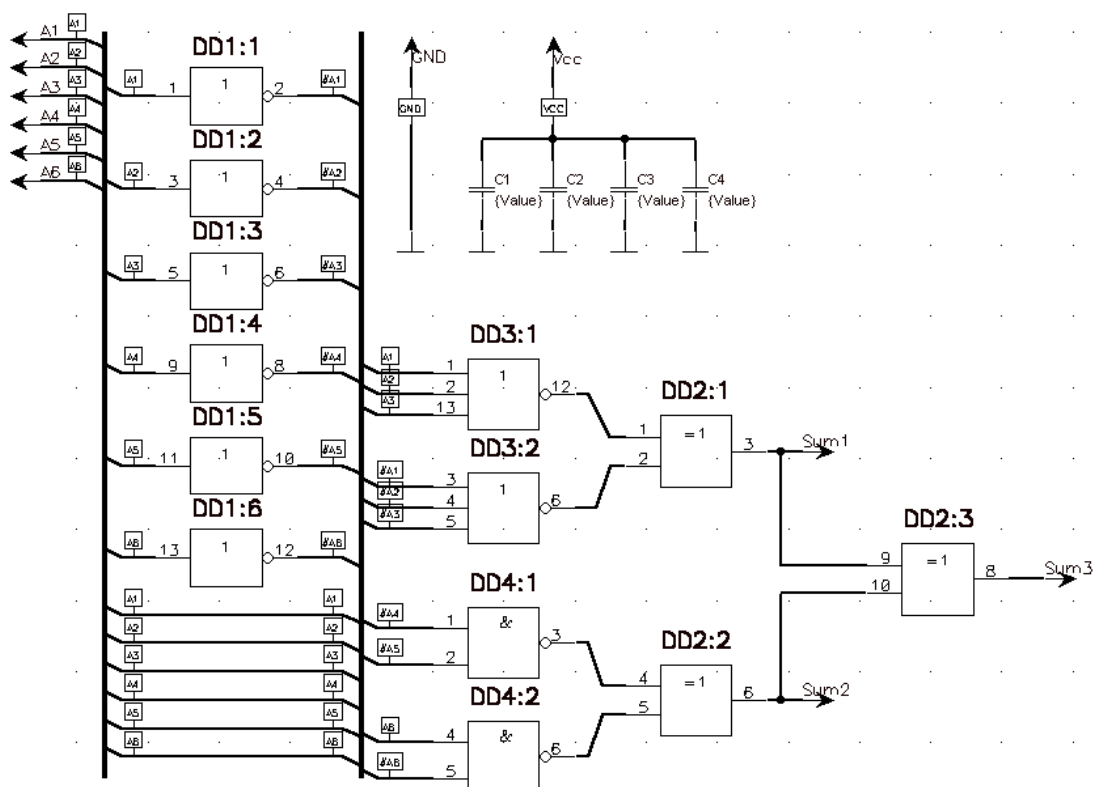 A1
A1
A2
A2
A3
A3
A4
A4
A5
A5
A6
A6
GND
GND
Vcc
VCC
C1
{Value}
C2
{Value}
C3
{Value}
C4
{Value}
DD1:1
A1
1
1
2
#A1
DD1:2
A2
3
1
4
#A2
DD1:3
A3
5
1
6
#A3
DD1:4
A4
9
1
8
#A4
DD1:5
A5
11
1
10
#A5
DD1:6
A6
13
1
12
#A6
A1
A1
A2
A2
A3
A3
A4
A4
A5
A5
A6
A6
DD3:1
A1
1
A2
2
A3
13
1
12
DD3:2
#A1
3
#A2
4
#A3
5
1
6
DD4:1
#A4
1
#A5
2
&
3
DD4:2
A6
4
#A6
5
&
6
DD2:1
1
2
=1
3
Sum1
DD2:2
4
5
=1
6
Sum2
DD2:3
9
10
=1
8
Sum3